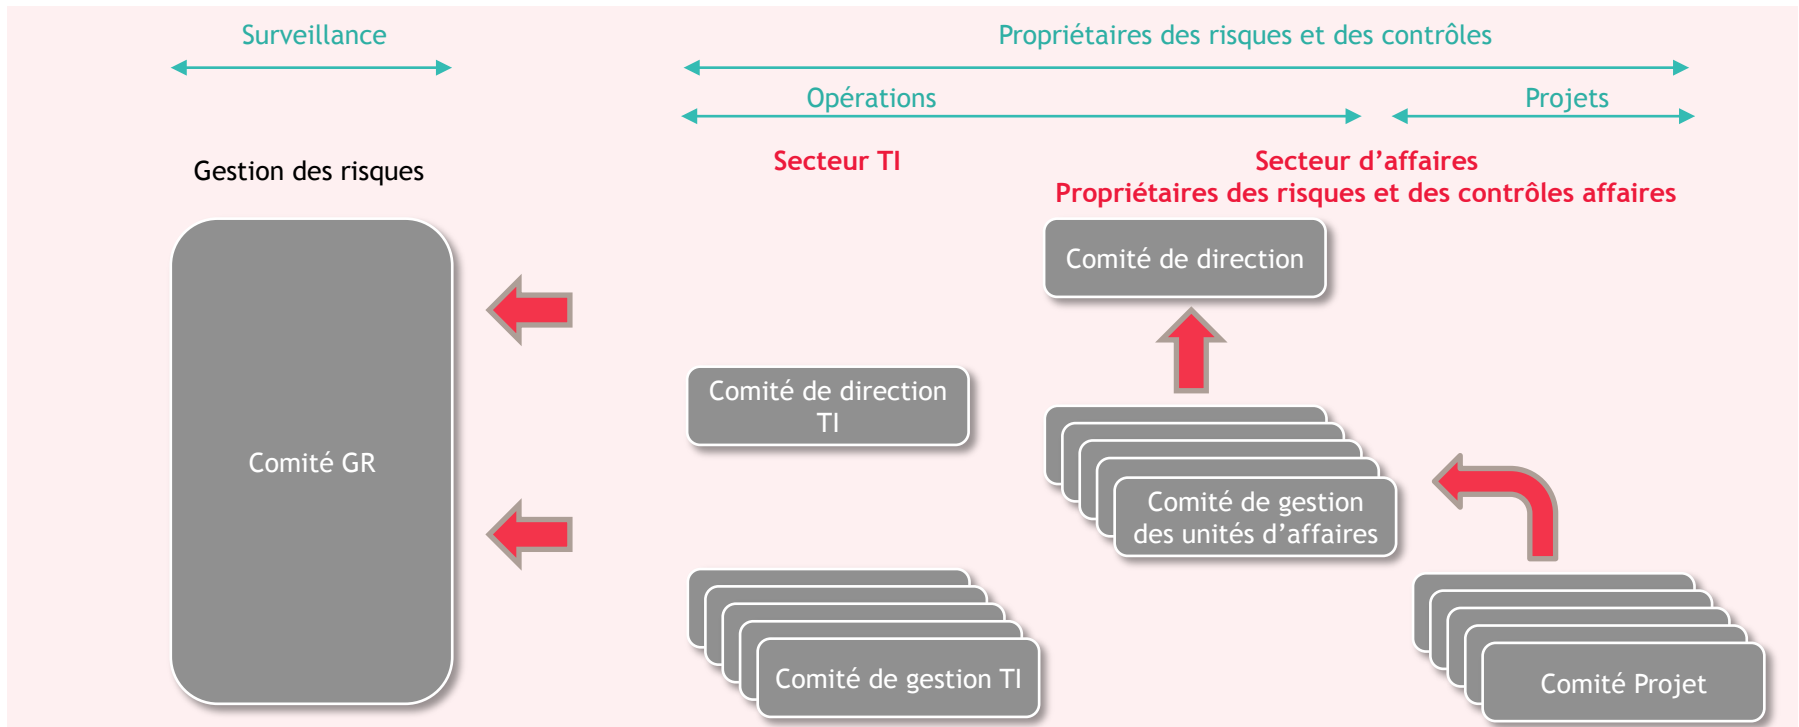 Surveillance
Propriétaires des risques et des contrôles
Opérations
Projets
Gestion des risques
Secteur TI
Secteur d’affaires
Propriétaires des risques et des contrôles affaires
Comité de direction
Comité de direction
TI
Comité GR
Comité de gestion
des unités d’affaires
Comité de gestion TI
Comité Projet